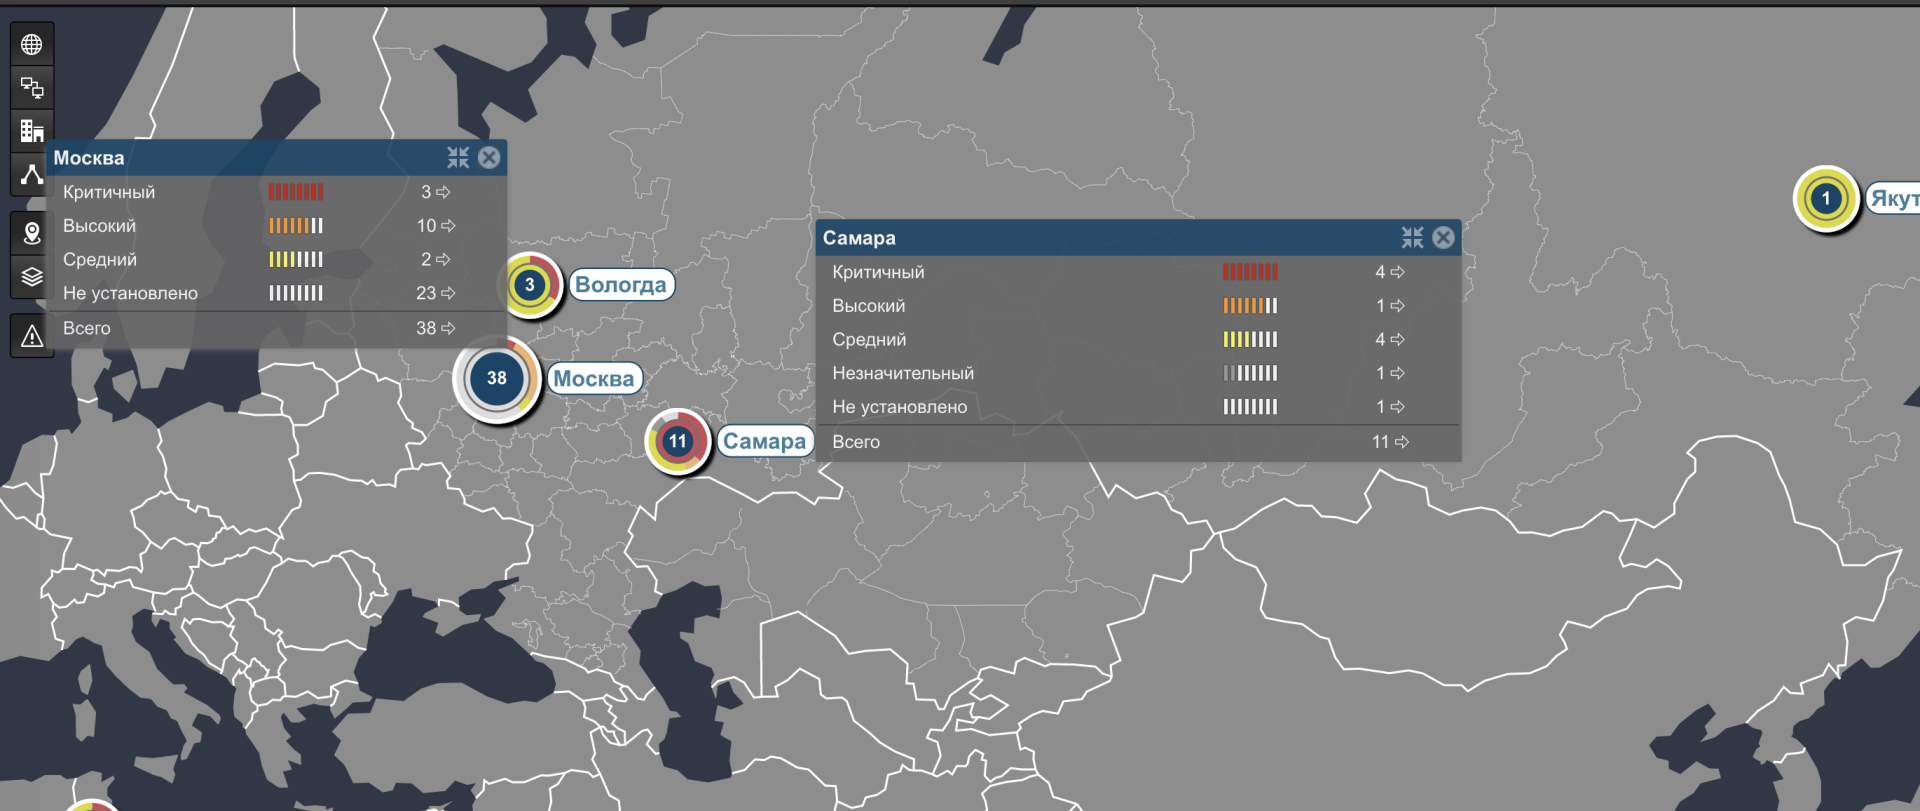 Москва
Критичный 3
Высокий 10
Средний 2
Не установлено 23
Всего 38
3 Вологда
38 Москва
11 Самара
Самара
Критичный 4
Высокий 1
Средний 4
Незначительный 1
Не установлено 1
Всего 11
1 Якут